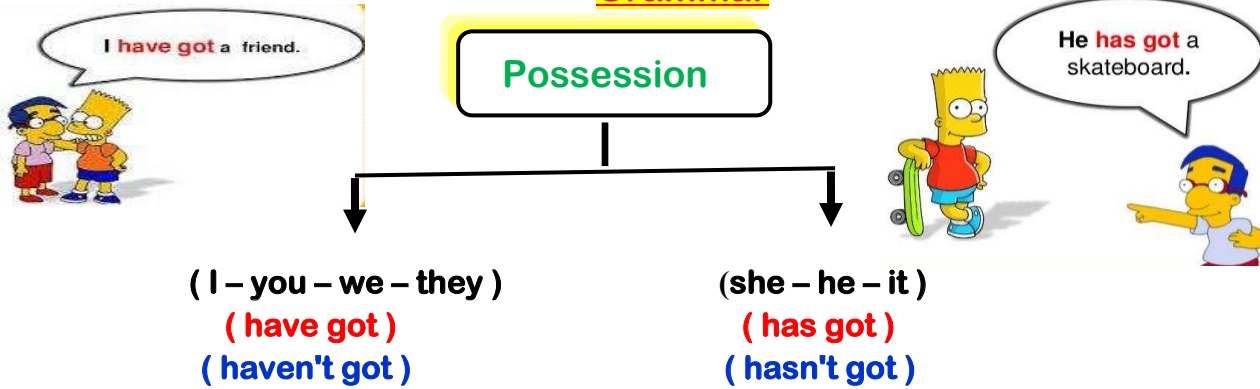 Grammar
I have got a friend.
Possession
He has got a
skateboard.
( I – you – we – they )
( have got )
( haven't got )
(she – he – it )
( has got )
( hasn't got )